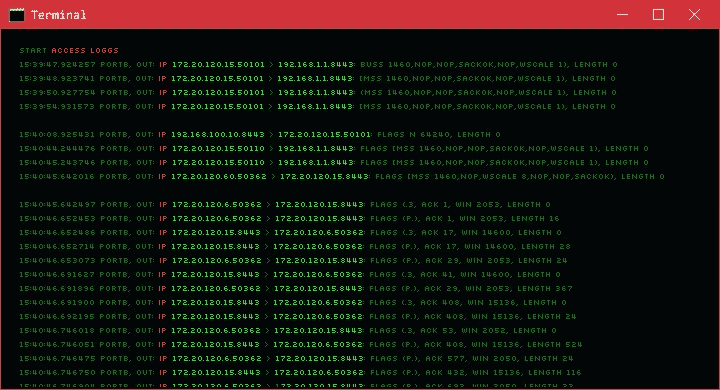 Terminal
START ACCESS LOGGS
15:39:47.924257 PORTB, OUT: IP 172.20.120.15.50101 > 192.168.1.1.8443: BUSS 1460,NOP,NOP,SACKOK,NOP,WSCALE 1), LENGTH 0
15:39:48.923741 PORTB, OUT: IP 172.20.120.15.50101 > 192.168.1.1.8443: [MSS 1460,NOP,NOP,SACKOK,NOP,WSCALE 1), LENGTH 0
15:39:50.927754 PORTB, OUT: IP 172.20.120.15.50101 > 192.168.1.1.8443: [MSS 1460,NOP,NOP,SACKOK,NOP,WSCALE 1), LENGTH 0
15:39:54.931573 PORTB, OUT: IP 172.20.120.15.50101 > 192.168.1.1.8443: [MSS 1460,NOP,NOP,SACKOK,NOP,WSCALE 1), LENGTH 0
15:40:08.925431 PORTB, OUT: IP 192.168.100.10.8443 > 172.20.120.15.50101: FLAGS N 64240, LENGTH 0
15:40:44.244476 PORTB, OUT: IP 172.20.120.15.50110 > 192.168.1.1.8443: FLAGS [MSS 1460,NOP,NOP,SACKOK,NOP,WSCALE 1), LENGTH 0
15:40:45.243746 PORTB, OUT: IP 172.20.120.15.50110 > 192.168.1.1.8443: FLAGS [MSS 1460,NOP,NOP,SACKOK,NOP,WSCALE 1), LENGTH 0
15:40:45.642016 PORTB, OUT: IP 172.20.120.60.50362 > 172.20.120.15.8443: FLAGS [MSS 1460,NOP,WSCALE 8,NOP,NOP,SACKOK), LENGTH 0
15:40:45.642497 PORTB, OUT: IP 172.20.120.6.50362 > 172.20.120.15.8443: FLAGS (.3, ACK 1, WIN 2053, LENGTH 0
15:40:46.652453 PORTB, OUT: IP 172.20.120.6.50362 > 172.20.120.15.8443: FLAGS (P.), ACK 1, WIN 2053, LENGTH 16
15:40:46.652486 PORTB, OUT: IP 172.20.120.15.8443 > 172.20.120.6.50362: FLAGS (.3, ACK 17, WIN 14600, LENGTH 0
15:40:46.652714 PORTB, OUT: IP 172.20.120.15.8443 > 172.20.120.6.50362: FLAGS (P.), ACK 17, WIN 14600, LENGTH 28
15:40:46.653073 PORTB, OUT: IP 172.20.120.6.50362 > 172.20.120.15.8443: FLAGS (P.), ACK 29, WIN 2053, LENGTH 24
15:40:46.691627 PORTB, OUT: IP 172.20.120.15.8443 > 172.20.120.6.50362: FLAGS (.3, ACK 41, WIN 14600, LENGTH 0
15:40:46.691896 PORTB, OUT: IP 172.20.120.6.50362 > 172.20.120.15.8443: FLAGS (P.), ACK 29, WIN 2053, LENGTH 367
15:40:46.691900 PORTB, OUT: IP 172.20.120.15.8443 > 172.20.120.6.50362: FLAGS (.3, ACK 408, WIN 15136, LENGTH 0
15:40:46.692195 PORTB, OUT: IP 172.20.120.15.8443 > 172.20.120.6.50362: FLAGS (P.), ACK 408, WIN 15136, LENGTH 24
15:40:46.746018 PORTB, OUT: IP 172.20.120.6.50362 > 172.20.120.15.8443: FLAGS (.3, ACK 53, WIN 2052, LENGTH 0
15:40:46.746051 PORTB, OUT: IP 172.20.120.15.8443 > 172.20.120.6.50362: FLAGS (P.), ACK 408, WIN 15136, LENGTH 524
15:40:46.746475 PORTB, OUT: IP 172.20.120.6.50362 > 172.20.120.15.8443: FLAGS (P.), ACK 577, WIN 2050, LENGTH 24
15:40:46.746750 PORTB, OUT: IP 172.20.120.15.8443 > 172.20.120.6.50362: FLAGS (P.), ACK 432, WIN 15136, LENGTH 116